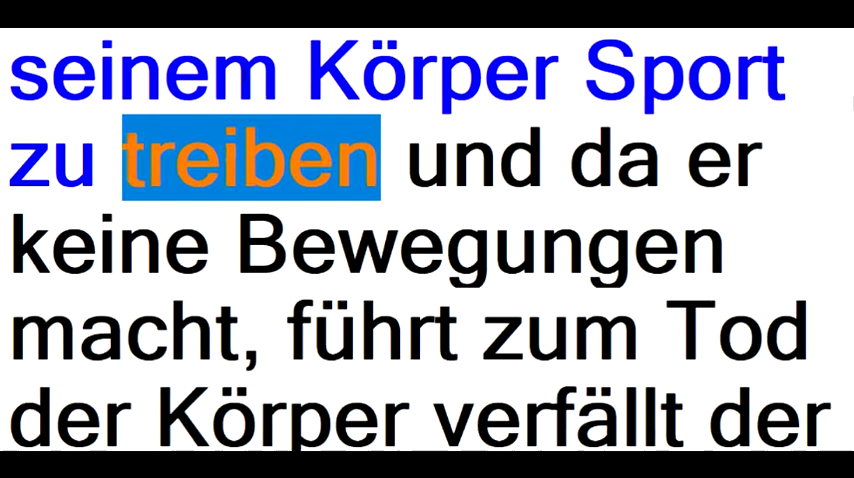 seinem Körper Sport
zu treiben und da er
keine Bewegungen
macht, führt zum Tod
der Körper verfällt der